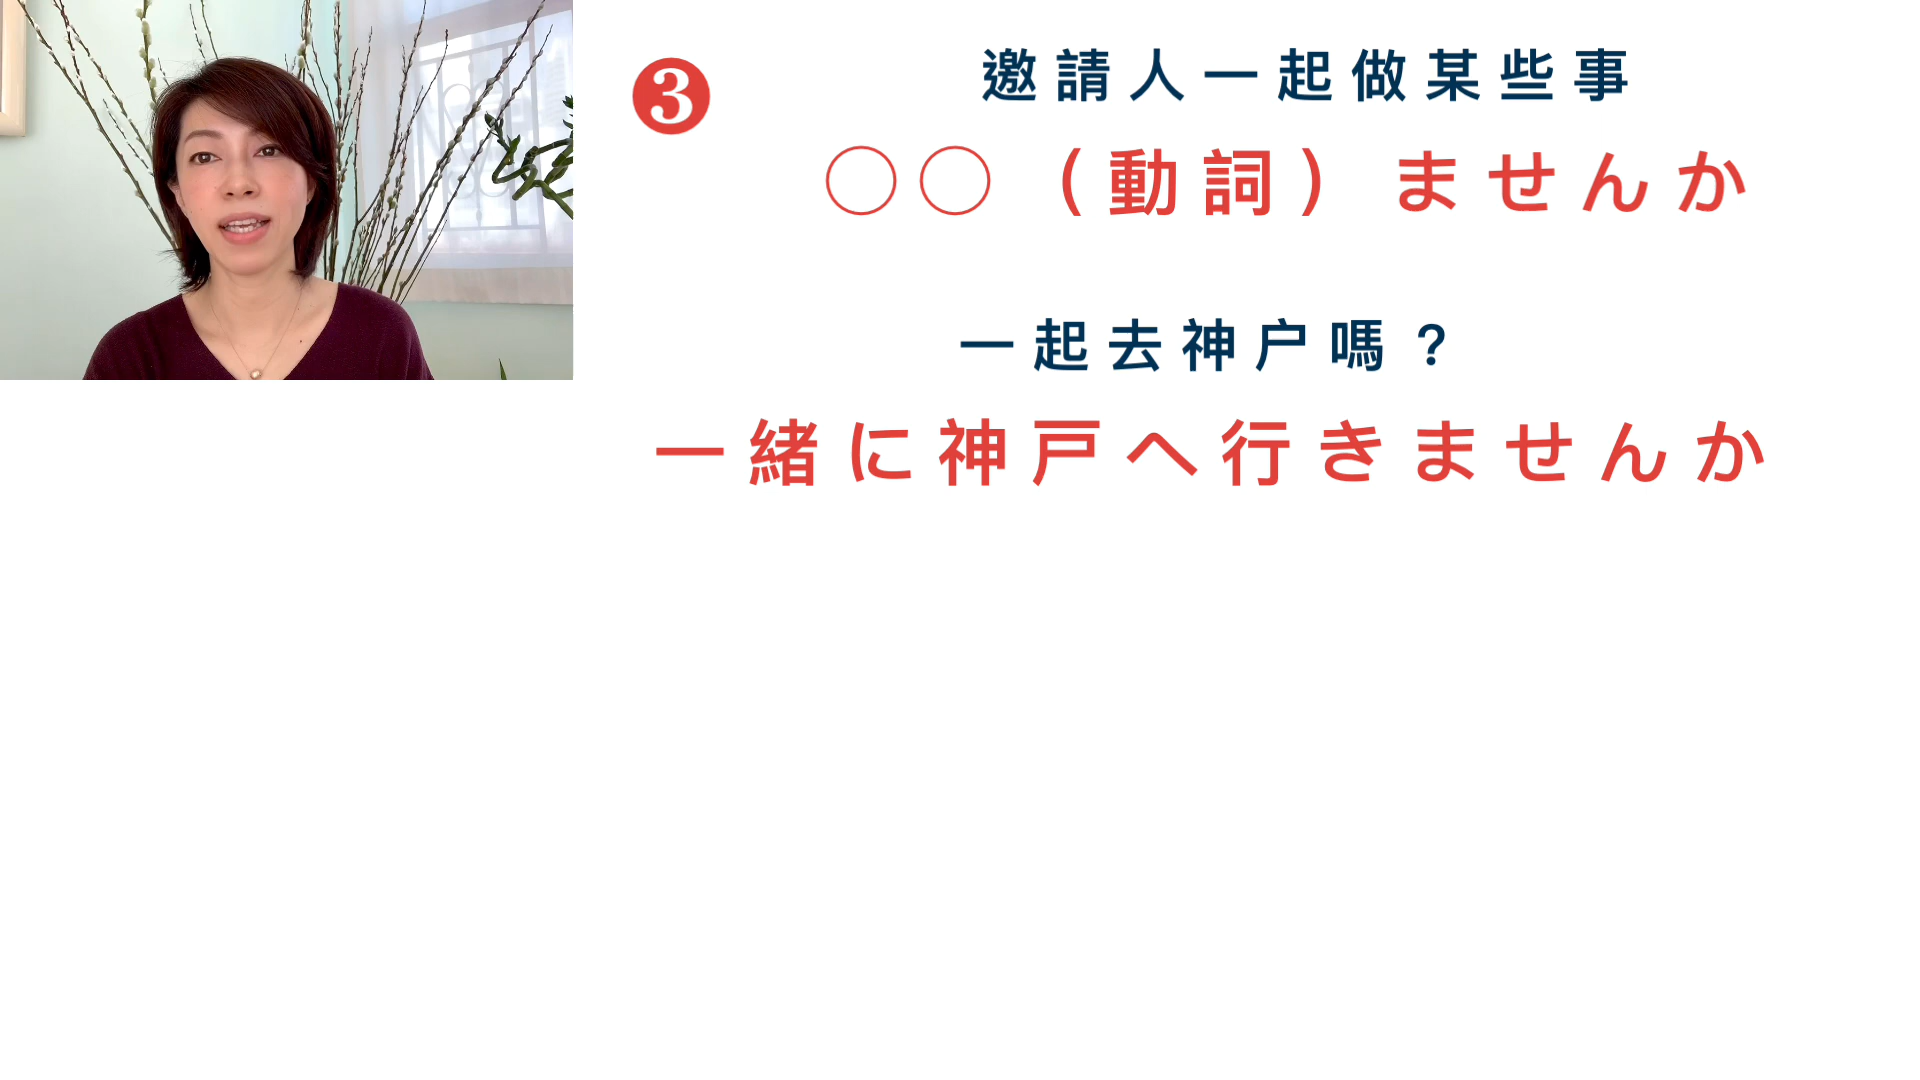 3
邀請人一起做某些事
○○（動詞）ませんか
一起去神户嗎？
一緒に神戸へ行きませんか